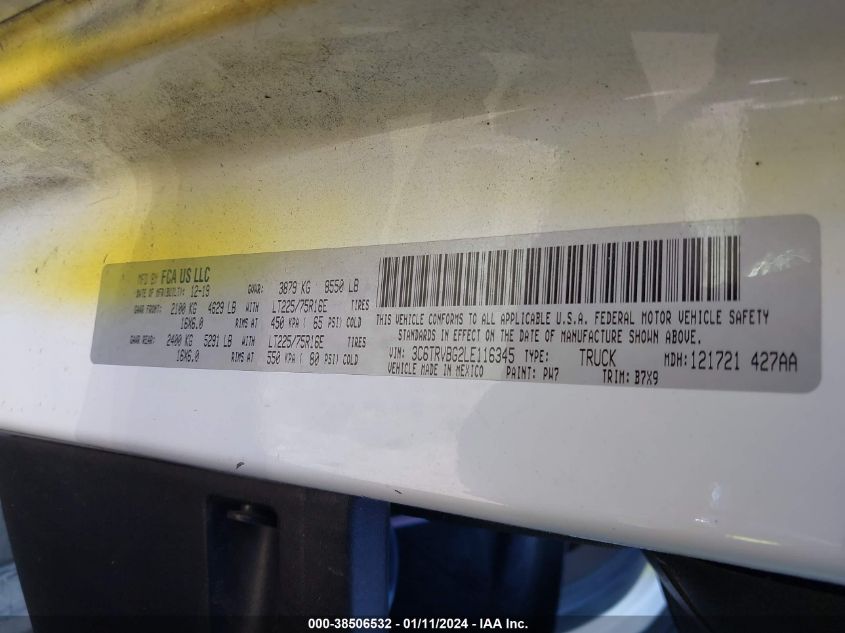 MFD BY FCA US LLC
DATE OF MFR(BUILT): 12-19 GVWR: 3879 KG 8550 LB
GAWR FRONT: 2100 KG 4629 LB WITH LT225/75R16E TIRES
16X6.0 RIMS AT 450 KPA ( 65 PSI) COLD
GAWR REAR: 2400 KG 5291 LB WITH LT225/75R16E TIRES
16X6.0 RIMS AT 550 KPA ( 80 PSI) COLD
THIS VEHICLE CONFORMS TO ALL APPLICABLE U.S.A. FEDERAL MOTOR VEHICLE SAFETY
STANDARDS IN EFFECT ON THE DATE OF MANUFACTURE SHOWN ABOVE.
VIN: 3C6TRVBG2LE116345 TYPE: TRUCK MDH: 121721 427AA
VEHICLE MADE IN MEXICO PAINT: PW7 TRIM: B7X9
000-38506532 - 01/11/2024 - IAA Inc.